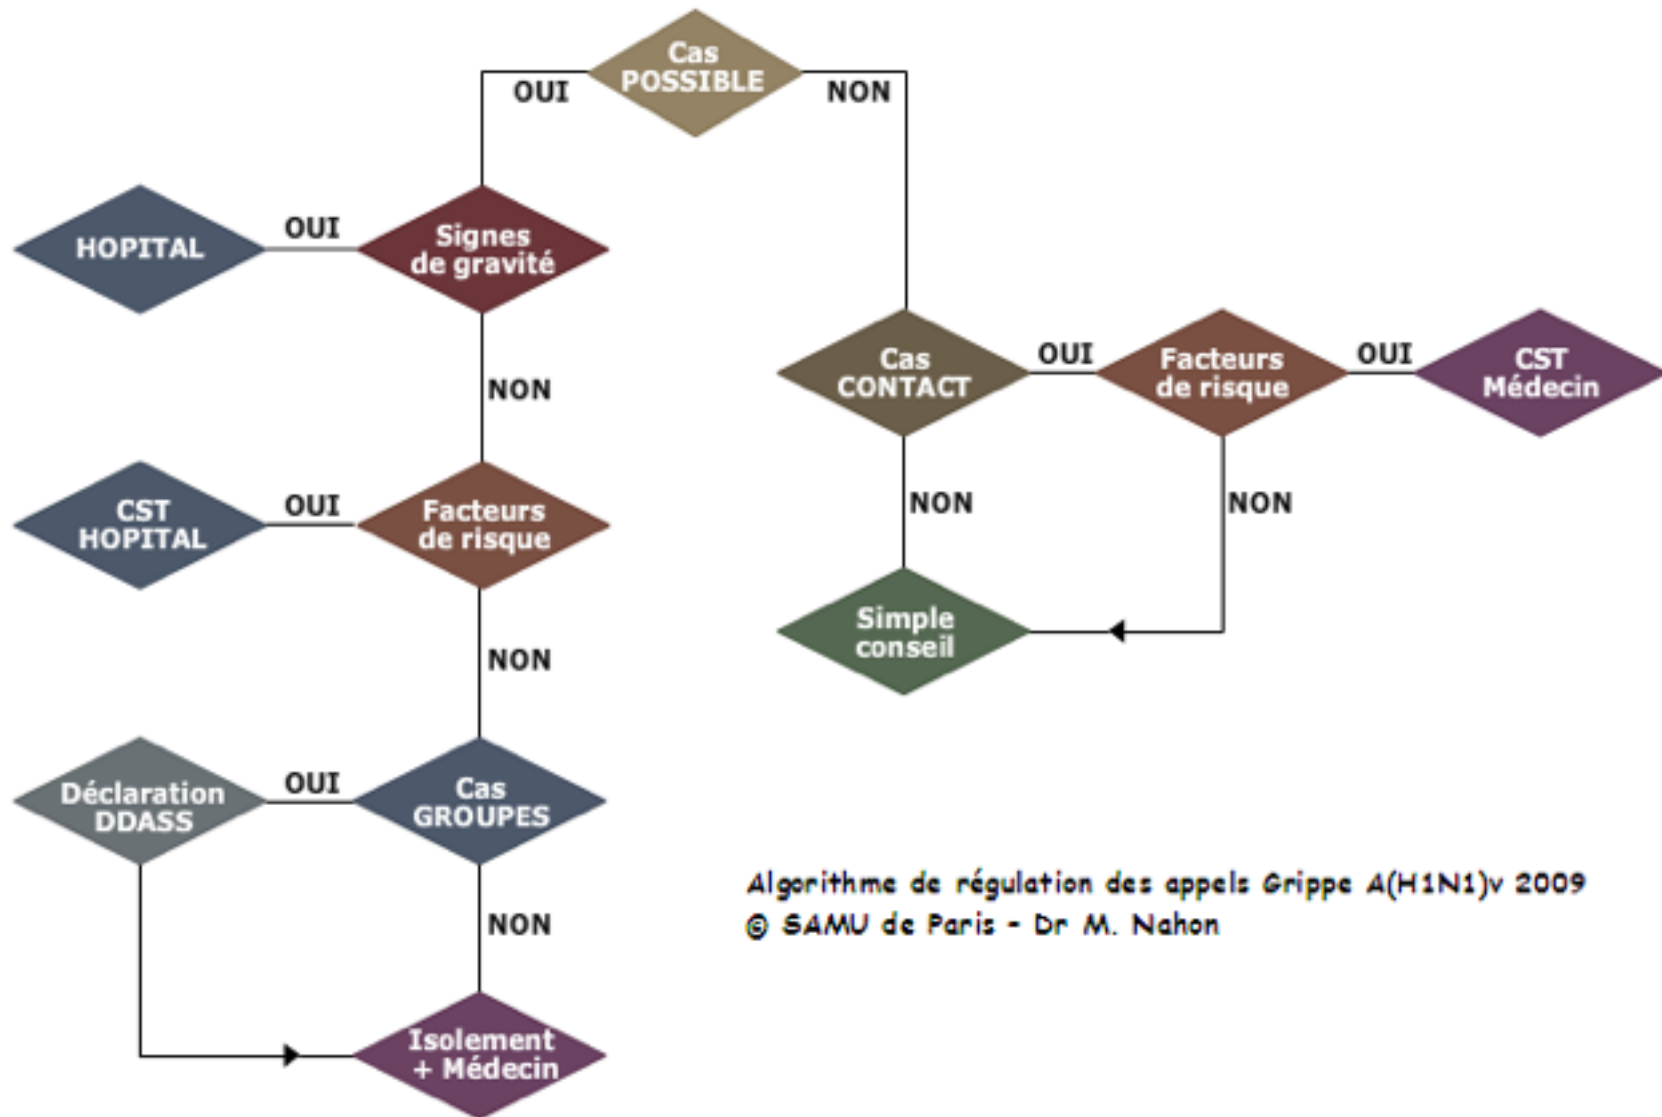 Cas
POSSIBLE
OUI
NON
HOPITAL
OUI
Signes
de gravité
NON
Cas
CONTACT
OUI
Facteurs
de risque
OUI
CST
Médecin
CST
HOPITAL
OUI
Facteurs
de risque
NON
NON
NON
Simple
conseil
Déclaration
DDASS
OUI
Cas
GROUPES
NON
Isolement
+ Médecin
Algorithme de régulation des appels Grippe A(H1N1)v 2009
© SAMU de Paris - Dr M. Nahon